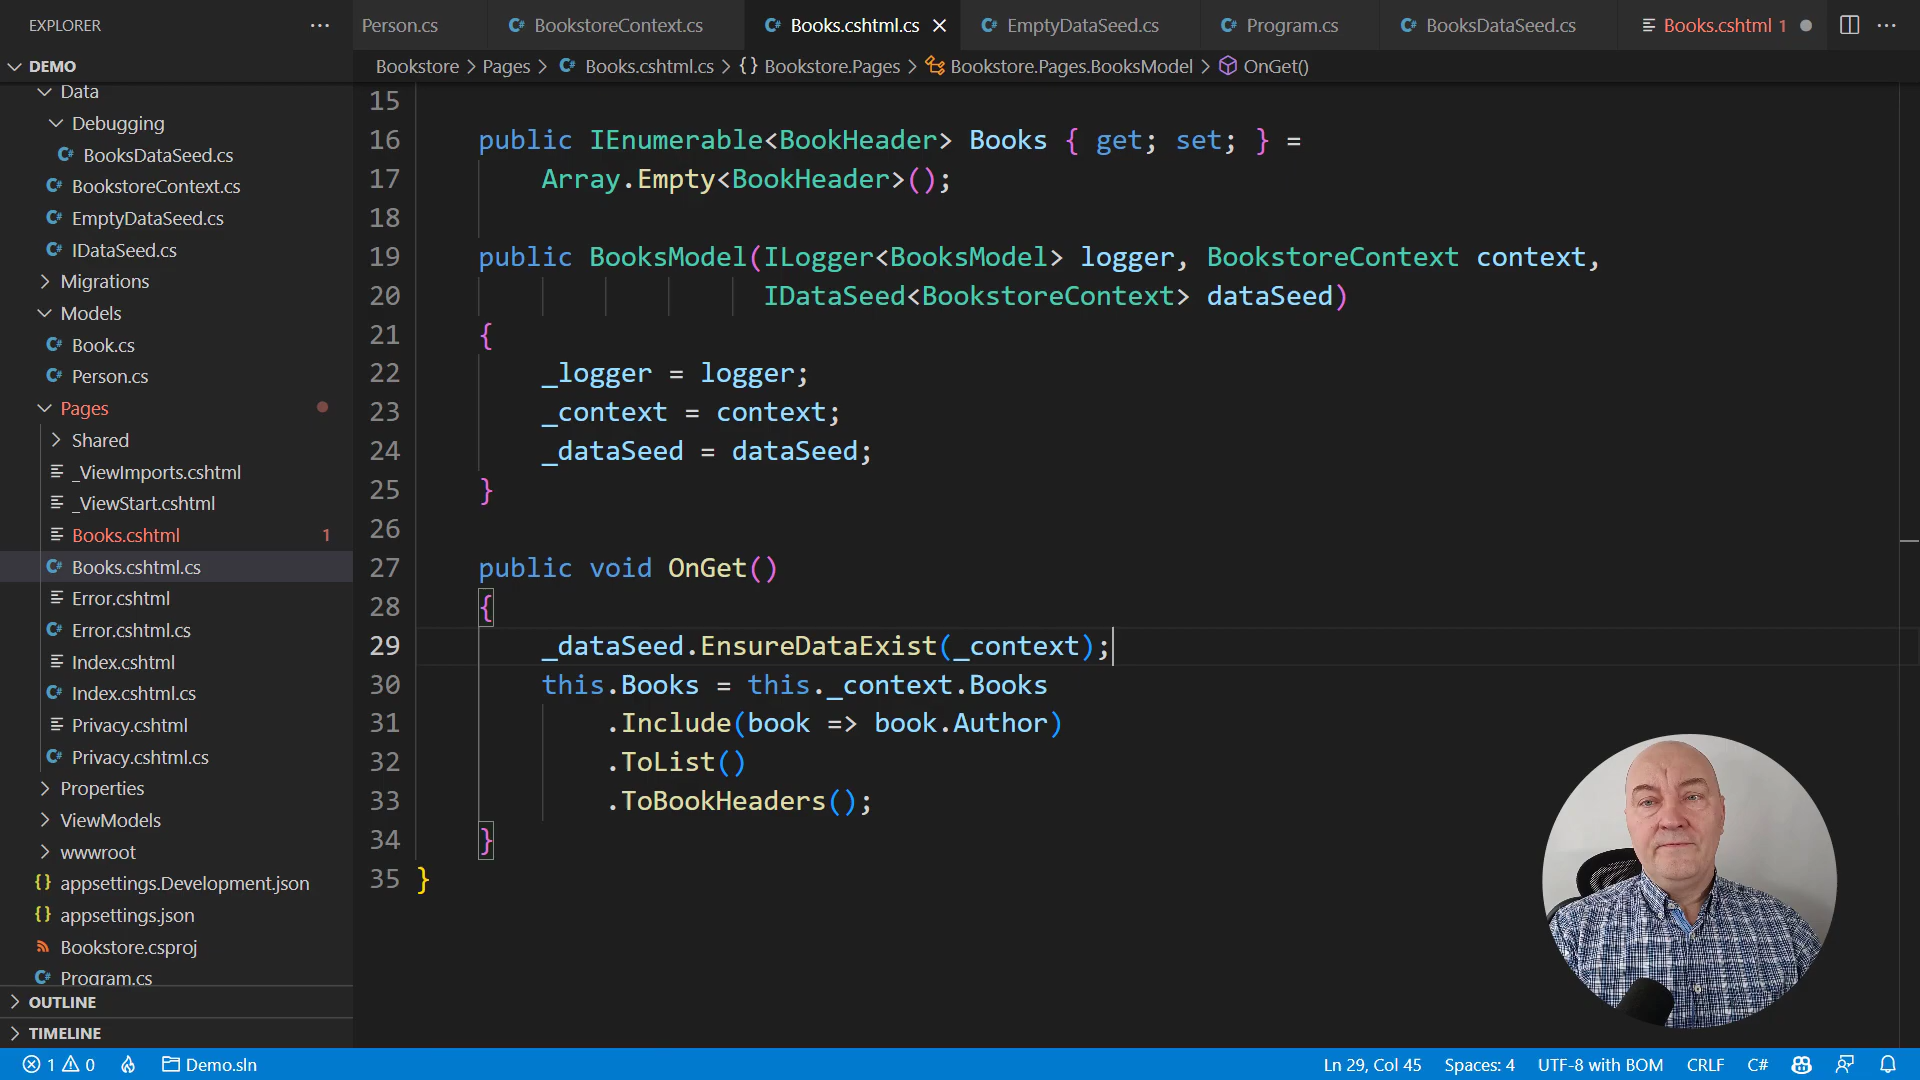 EXPLORER
DEMO
Data
Debugging
BooksDataSeed.cs
BookstoreContext.cs
EmptyDataSeed.cs
IDataSeed.cs
Migrations
Models
Book.cs
Person.cs
Pages
Shared
_ViewImports.cshtml
_ViewStart.cshtml
Books.cshtml 1
Books.cshtml.cs
Error.cshtml
Error.cshtml.cs
Index.cshtml
Index.cshtml.cs
Privacy.cshtml
Privacy.cshtml.cs
Properties
ViewModels
wwwroot
appsettings.Development.json
appsettings.json
Bookstore.csproj
Program.cs
OUTLINE
TIMELINE
Person.cs BookstoreContext.cs Books.cshtml.cs EmptyDataSeed.cs Program.cs BooksDataSeed.cs Books.cshtml 1
Bookstore > Pages > Books.cshtml.cs > {} Bookstore.Pages > Bookstore.Pages.BooksModel > OnGet()
15
16 public IEnumerable<BookHeader> Books { get; set; } =
17 Array.Empty<BookHeader>();
18
19 public BooksModel(ILogger<BooksModel> logger, BookstoreContext context,
20 IDataSeed<BookstoreContext> dataSeed)
21 {
22 _logger = logger;
23 _context = context;
24 _dataSeed = dataSeed;
25 }
26
27 public void OnGet()
28 {
29 _dataSeed.EnsureDataExist(_context);
30 this.Books = this._context.Books
31 .Include(book => book.Author)
32 .ToList()
33 .ToBookHeaders();
34 }
35 }
1 0 Demo.sln Ln 29, Col 45 Spaces: 4 UTF-8 with BOM CRLF C#